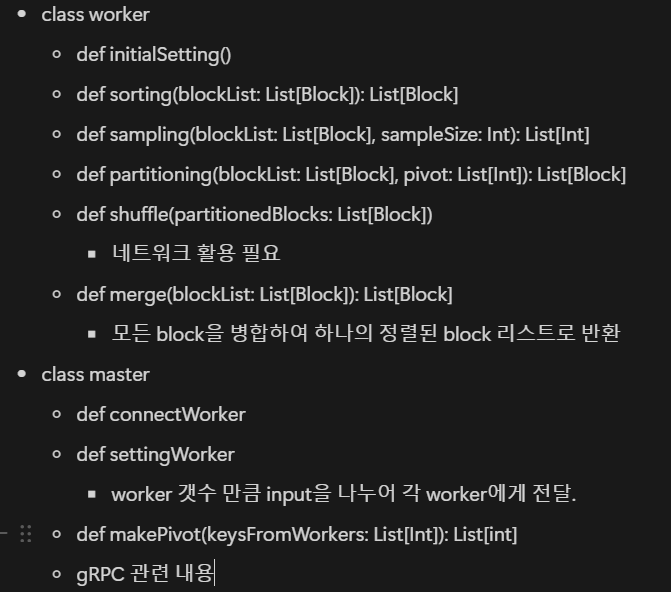 class worker
def initialSetting()
def sorting(blockList: List[Block]): List[Block]
def sampling(blockList: List[Block], sampleSize: Int): List[Int]
def partitioning(blockList: List[Block], pivot: List[Int]): List[Block]
def shuffle(partitionedBlocks: List[Block])
네트워크 활용 필요
def merge(blockList: List[Block]): List[Block]
모든 block을 병합하여 하나의 정렬된 block 리스트로 반환
class master
def connectWorker
def settingWorker
worker 갯수 만큼 input을 나누어 각 worker에게 전달.
def makePivot(keysFromWorkers: List[Int]): List[int]
gRPC 관련 내용